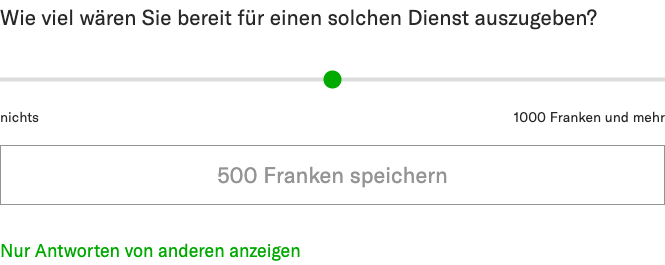 Wie viel wären Sie bereit für einen solchen Dienst auszugeben?
nichts
1000 Franken und mehr
500 Franken speichern
Nur Antworten von anderen anzeigen